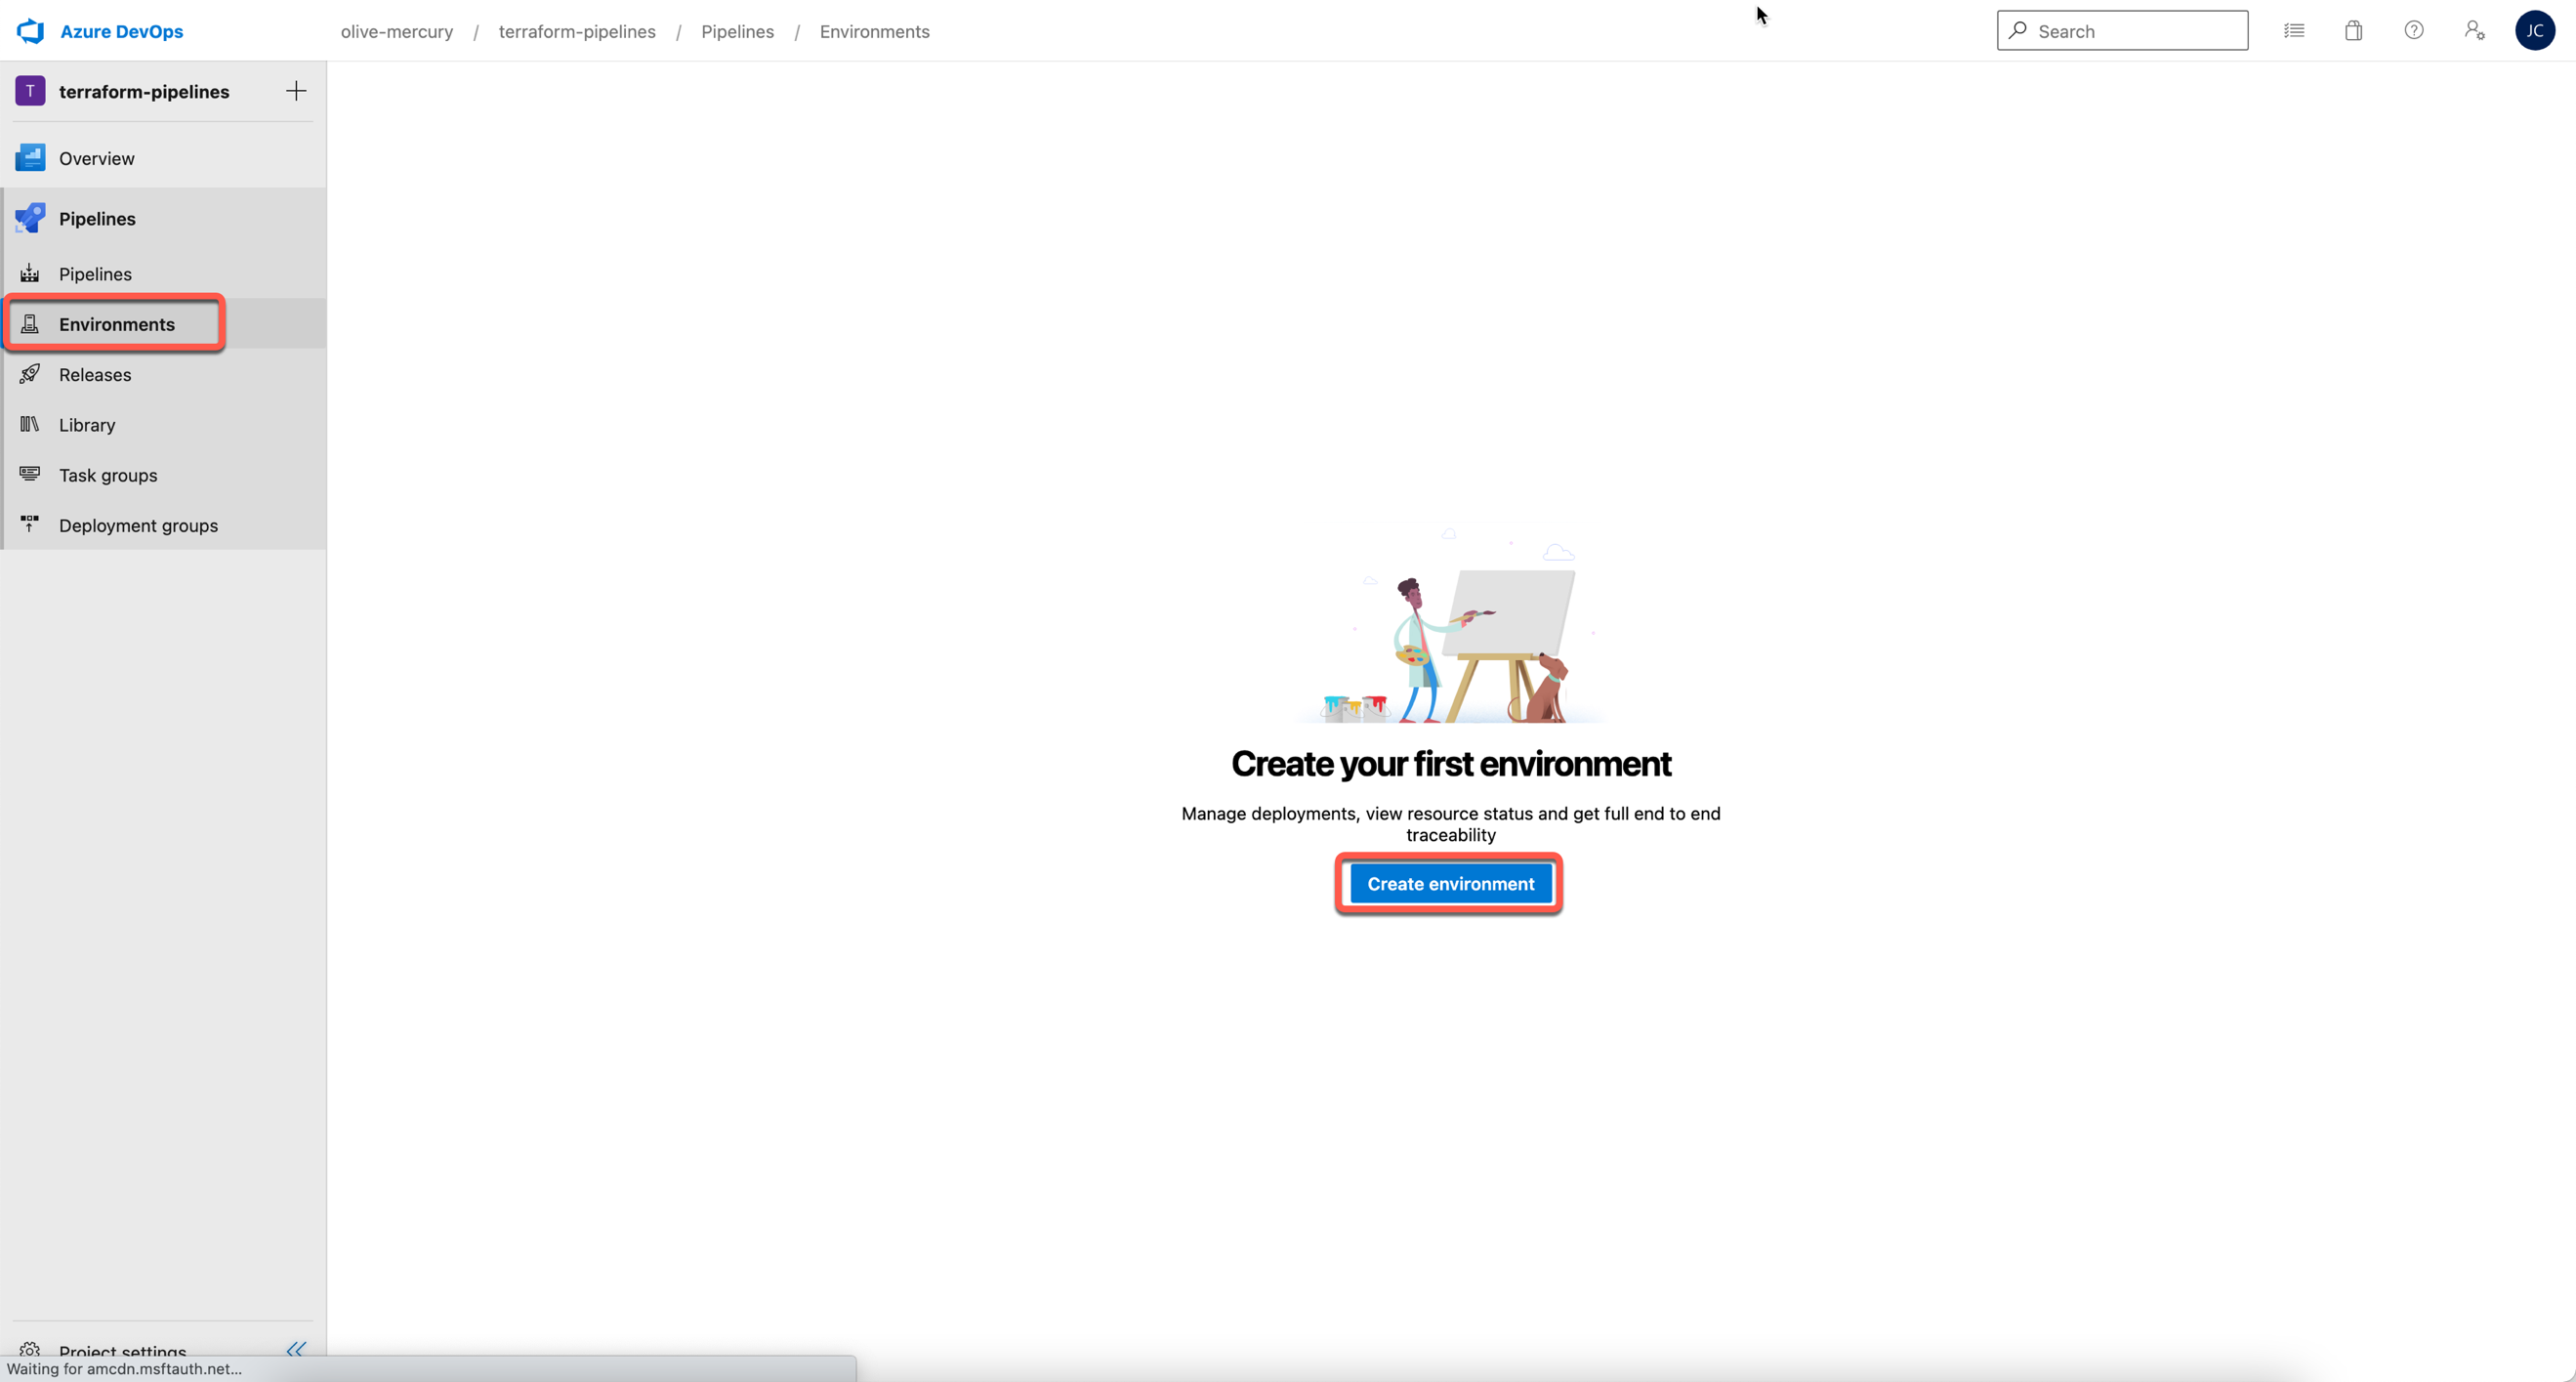 Azure DevOps
olive-mercury / terraform-pipelines / Pipelines / Environments
Search
JC
T terraform-pipelines
Overview
Pipelines
Pipelines
Environments
Releases
Library
Task groups
Deployment groups
Create your first environment
Manage deployments, view resource status and get full end to end
traceability
Create environment
Project settings
Waiting for amcdn.msftauth.net...